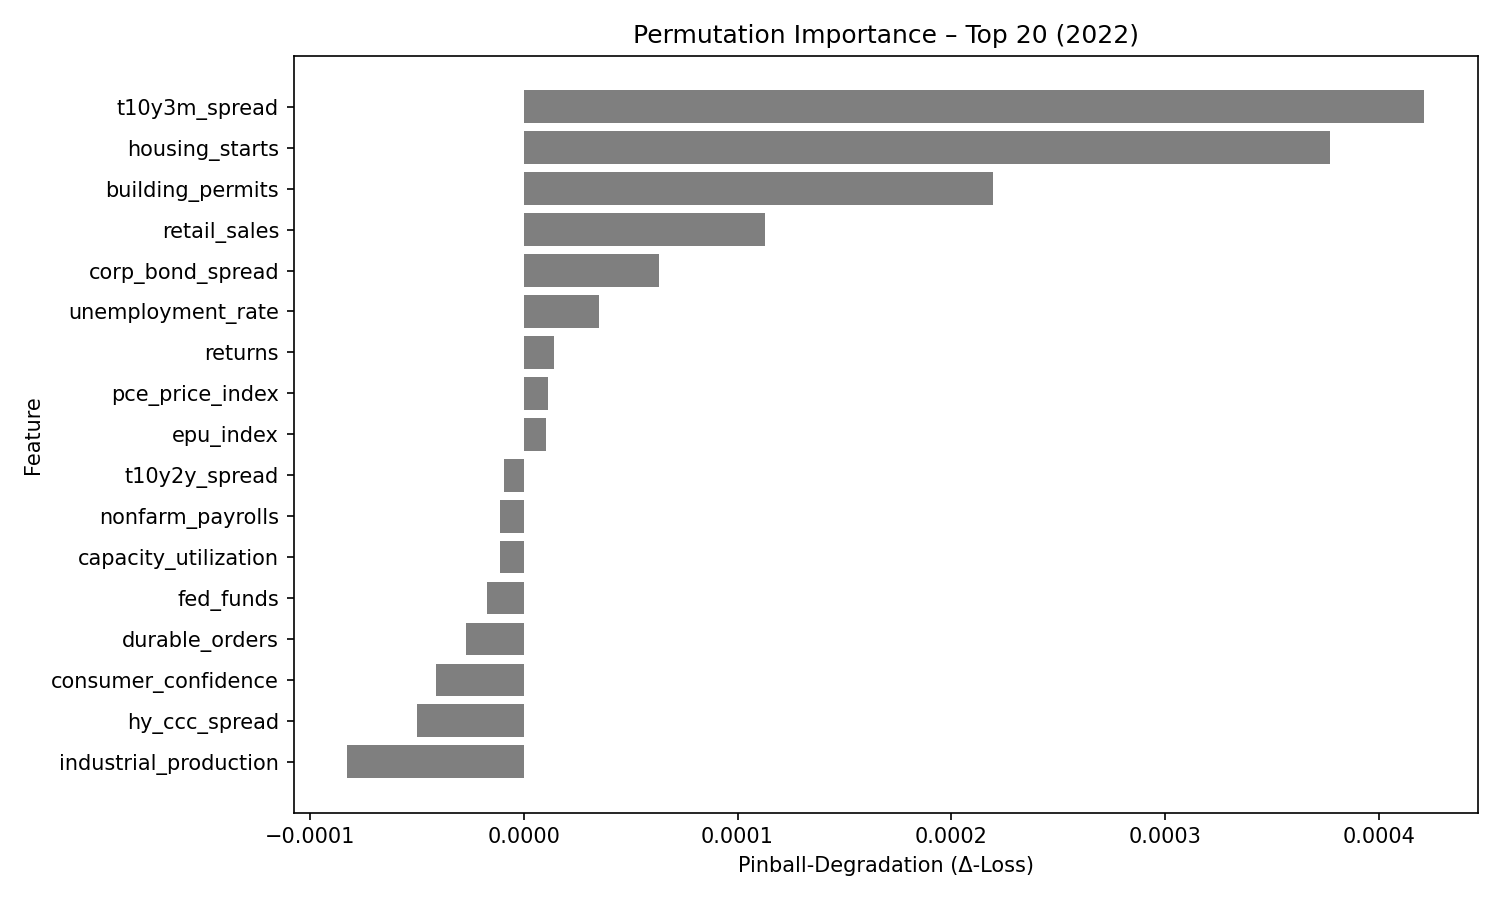 Permutation Importance – Top 20 (2022)
Feature
t10y3m_spread
housing_starts
building_permits
retail_sales
corp_bond_spread
unemployment_rate
returns
pce_price_index
epu_index
t10y2y_spread
nonfarm_payrolls
capacity_utilization
fed_funds
durable_orders
consumer_confidence
hy_ccc_spread
industrial_production
−0.0001 0.0000 0.0001 0.0002 0.0003 0.0004
Pinball-Degradation (Δ-Loss)